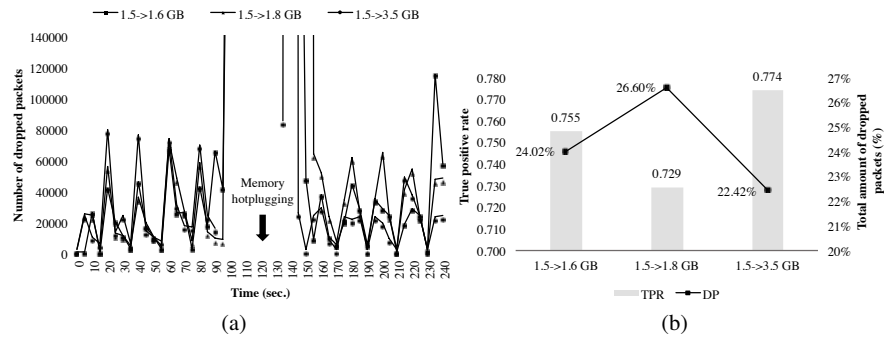 1.5->1.6 GB 1.5->1.8 GB 1.5->3.5 GB
Number of dropped packets
140000
120000
100000
80000
60000
40000
20000
0
Memory
hotplugging
0 10 20 30 40 50 60 70 80 90 100 110 120 130 140 150 160 170 180 190 200 210 220 230 240
Time (sec.)
(a)
True positive rate
0.780
0.770
0.760
0.750
0.740
0.730
0.720
0.710
0.700
0.755
0.729
0.774
24.02%
26.60%
22.42%
27%
26%
25%
24%
23%
22%
21%
20%
Total amount of dropped
packets (%)
1.5->1.6 GB 1.5->1.8 GB 1.5->3.5 GB
TPR DP
(b)